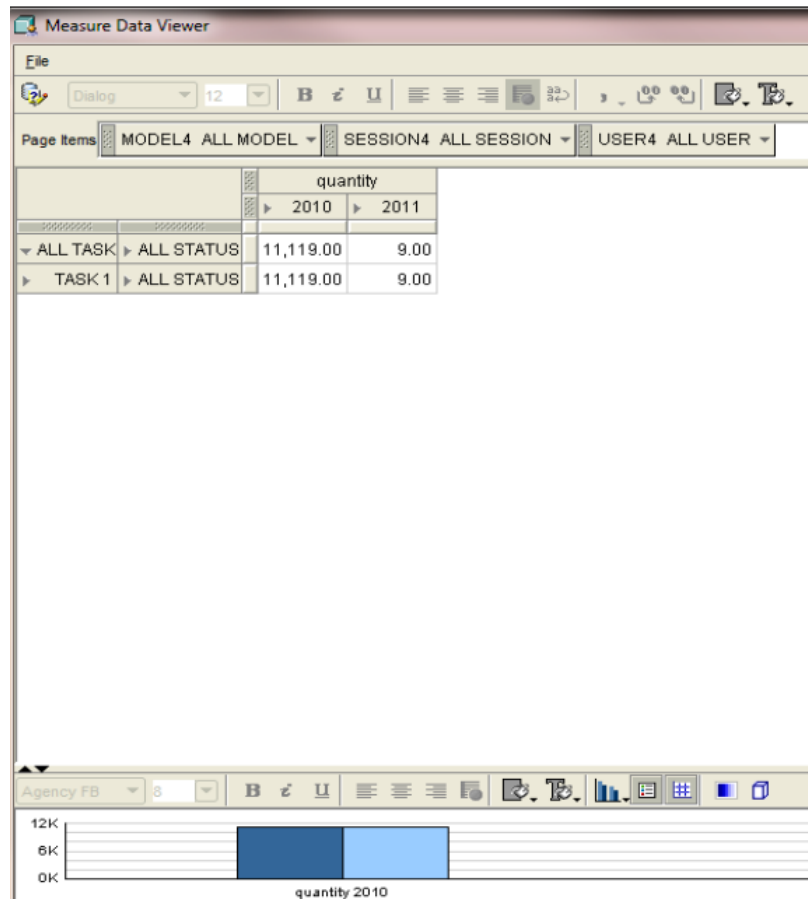 Measure Data Viewer
File
Dialog 12 B i U
Page Items MODEL4 ALL MODEL SESSION4 ALL SESSION USER4 ALL USER
quantity
2010 2011
ALL TASK ALL STATUS 11,119.00 9.00
TASK 1 ALL STATUS 11,119.00 9.00
Agency FB 8 B i U
12K
6K
0K
quantity 2010